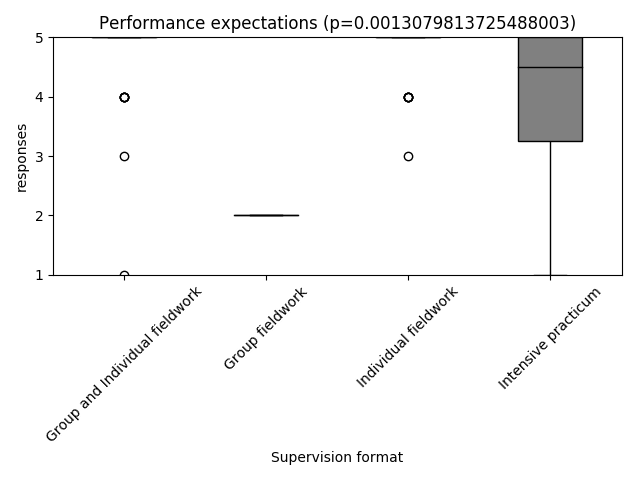 Performance expectations (p=0.0013079813725488003)
5
4
3
2
1
responses
Group and Individual fieldwork
Group fieldwork
Individual fieldwork
Intensive practicum
Supervision format